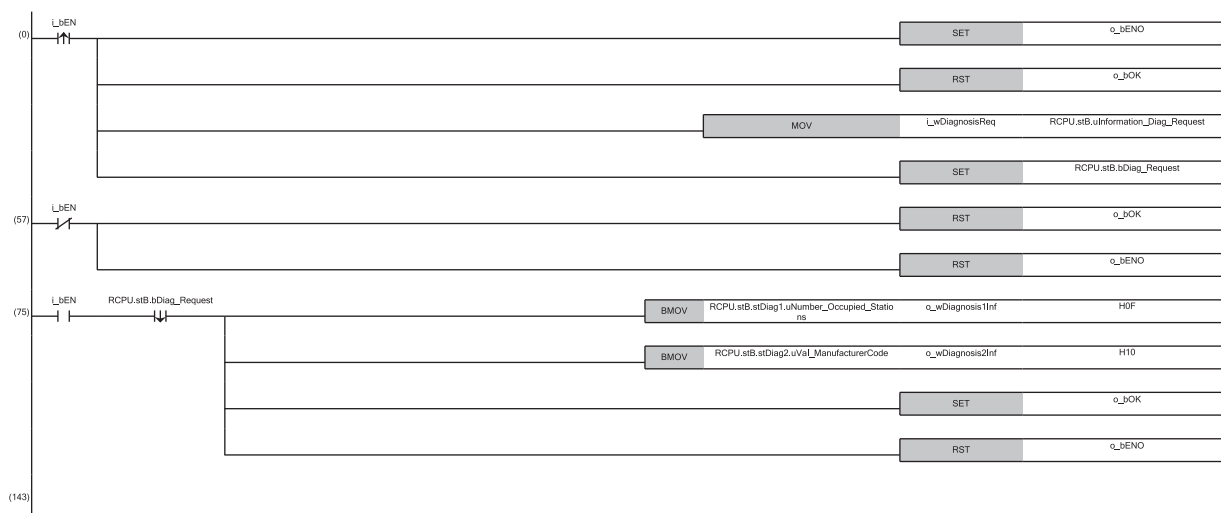 i_bEN
(0)
SET o_bENO
RST o_bOK
MOV i_wDiagnosisReq RCPU.stB.uInformation_Diag_Request
SET RCPU.stB.bDiag_Request
i_bEN
(57)
RST o_bOK
RST o_bENO
i_bEN RCPU.stB.bDiag_Request
(75)
BMOV RCPU.stB.stDiag1.uNumber_Occupied_Statio o_wDiagnosis1Inf H0F
ns
BMOV RCPU.stB.stDiag2.uVal_ManufacturerCode o_wDiagnosis2Inf H10
SET o_bOK
RST o_bENO
(143)